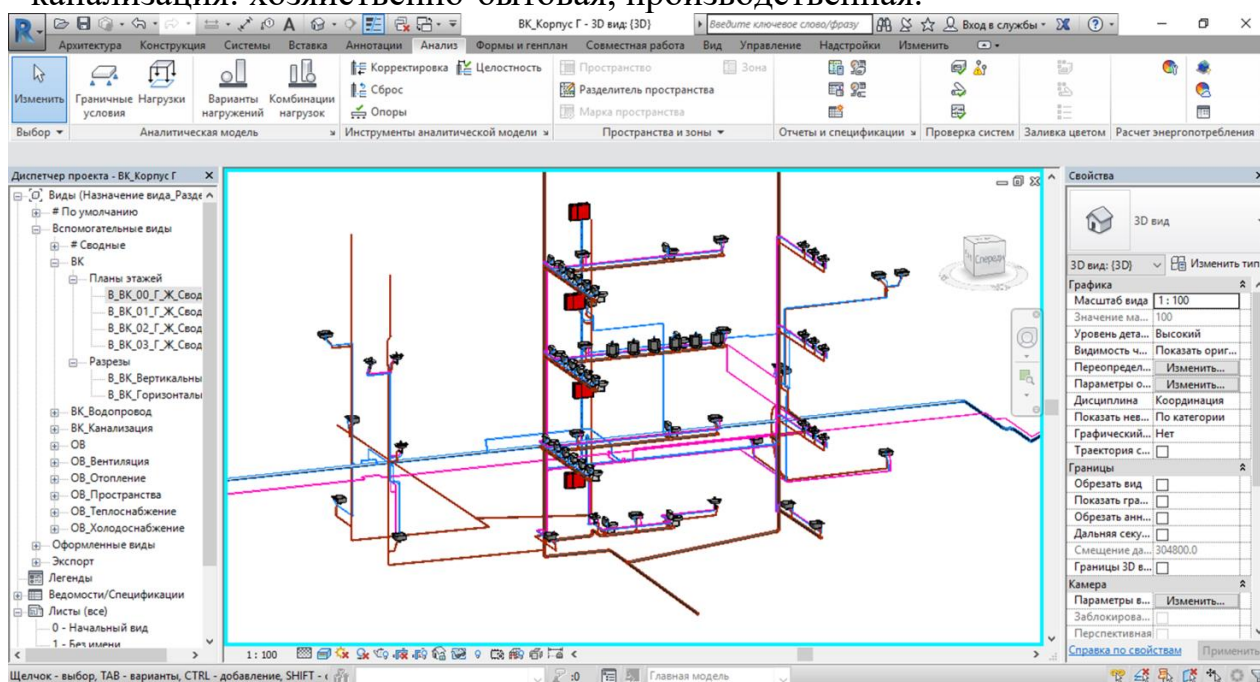 канализация: хозяйственно-бытовая, производственная.
ВК_Корпус Г - 3D вид: {3D}
Введите ключевое слово/фразу
Вход в службы
Архитектура Конструкция Системы Вставка Аннотации Анализ Формы и генплан Совместная работа Вид Управление Надстройки Изменить
Изменить
Граничные условия
Нагрузки
Варианты нагружений
Комбинации нагрузок
Корректировка
Целостность
Сброс
Опоры
Пространство
Зона
Разделитель пространства
Марка пространства
Выбор
Аналитическая модель
Инструменты аналитической модели
Пространства и зоны
Отчеты и спецификации
Проверка систем
Заливка цветом
Расчет энергопотребления
Диспетчер проекта - ВК_Корпус Г
Виды (Назначение вида_Разде
# По умолчанию
Вспомогательные виды
# Сводные
ВК
Планы этажей
В_ВК_00_Г_Ж_Свод
В_ВК_01_Г_Ж_Свод
В_ВК_02_Г_Ж_Свод
В_ВК_03_Г_Ж_Свод
Разрезы
В_ВК_Вертикальны
В_ВК_Горизонталы
ВК_Водопровод
ВК_Канализация
ОВ
ОВ_Вентиляция
ОВ_Отопление
ОВ_Пространства
ОВ_Теплоснабжение
ОВ_Холодоснабжение
Оформленные виды
Экспорт
Легенды
Ведомости/Спецификации
Листы (все)
0 - Начальный вид
1 - Без имени
Спереди
Свойства
3D вид
3D вид: {3D}
Изменить тип
Графика
Масштаб вида 1 : 100
Значение ма... 100
Уровень дета... Высокий
Видимость ч... Показать ориг...
Переопредел... Изменить...
Параметры о... Изменить...
Дисциплина Координация
Показать нев... По категории
Графический... Нет
Траектория с...
Границы
Обрезать вид
Показать гра...
Обрезать анн...
Дальняя секу...
Смещение да... 304800.0
Границы 3D в...
Камера
Параметры в... Изменить...
Заблокирова...
Перспективная
Справка по свойствам
Применить
1 : 100
Щелчок - выбор, TAB - варианты, CTRL - добавление, SHIFT - (
:0
Главная модель